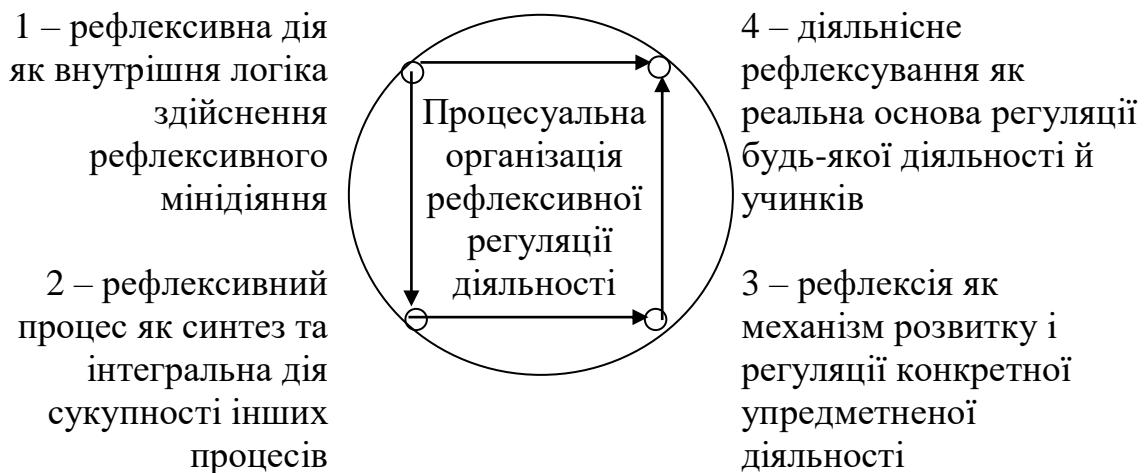 1 – рефлексивна дія
як внутрішня логіка
здійснення
рефлексивного
мінідіяння
2 – рефлексивний
процес як синтез та
інтегральна дія
сукупності інших
процесів
Процесуальна
організація
рефлексивної
регуляції
діяльності
4 – діяльнісне
рефлексування як
реальна основа регуляції
будь-якої діяльності й
учинків
3 – рефлексія як
механізм розвитку і
регуляції конкретної
упредметненої
діяльності